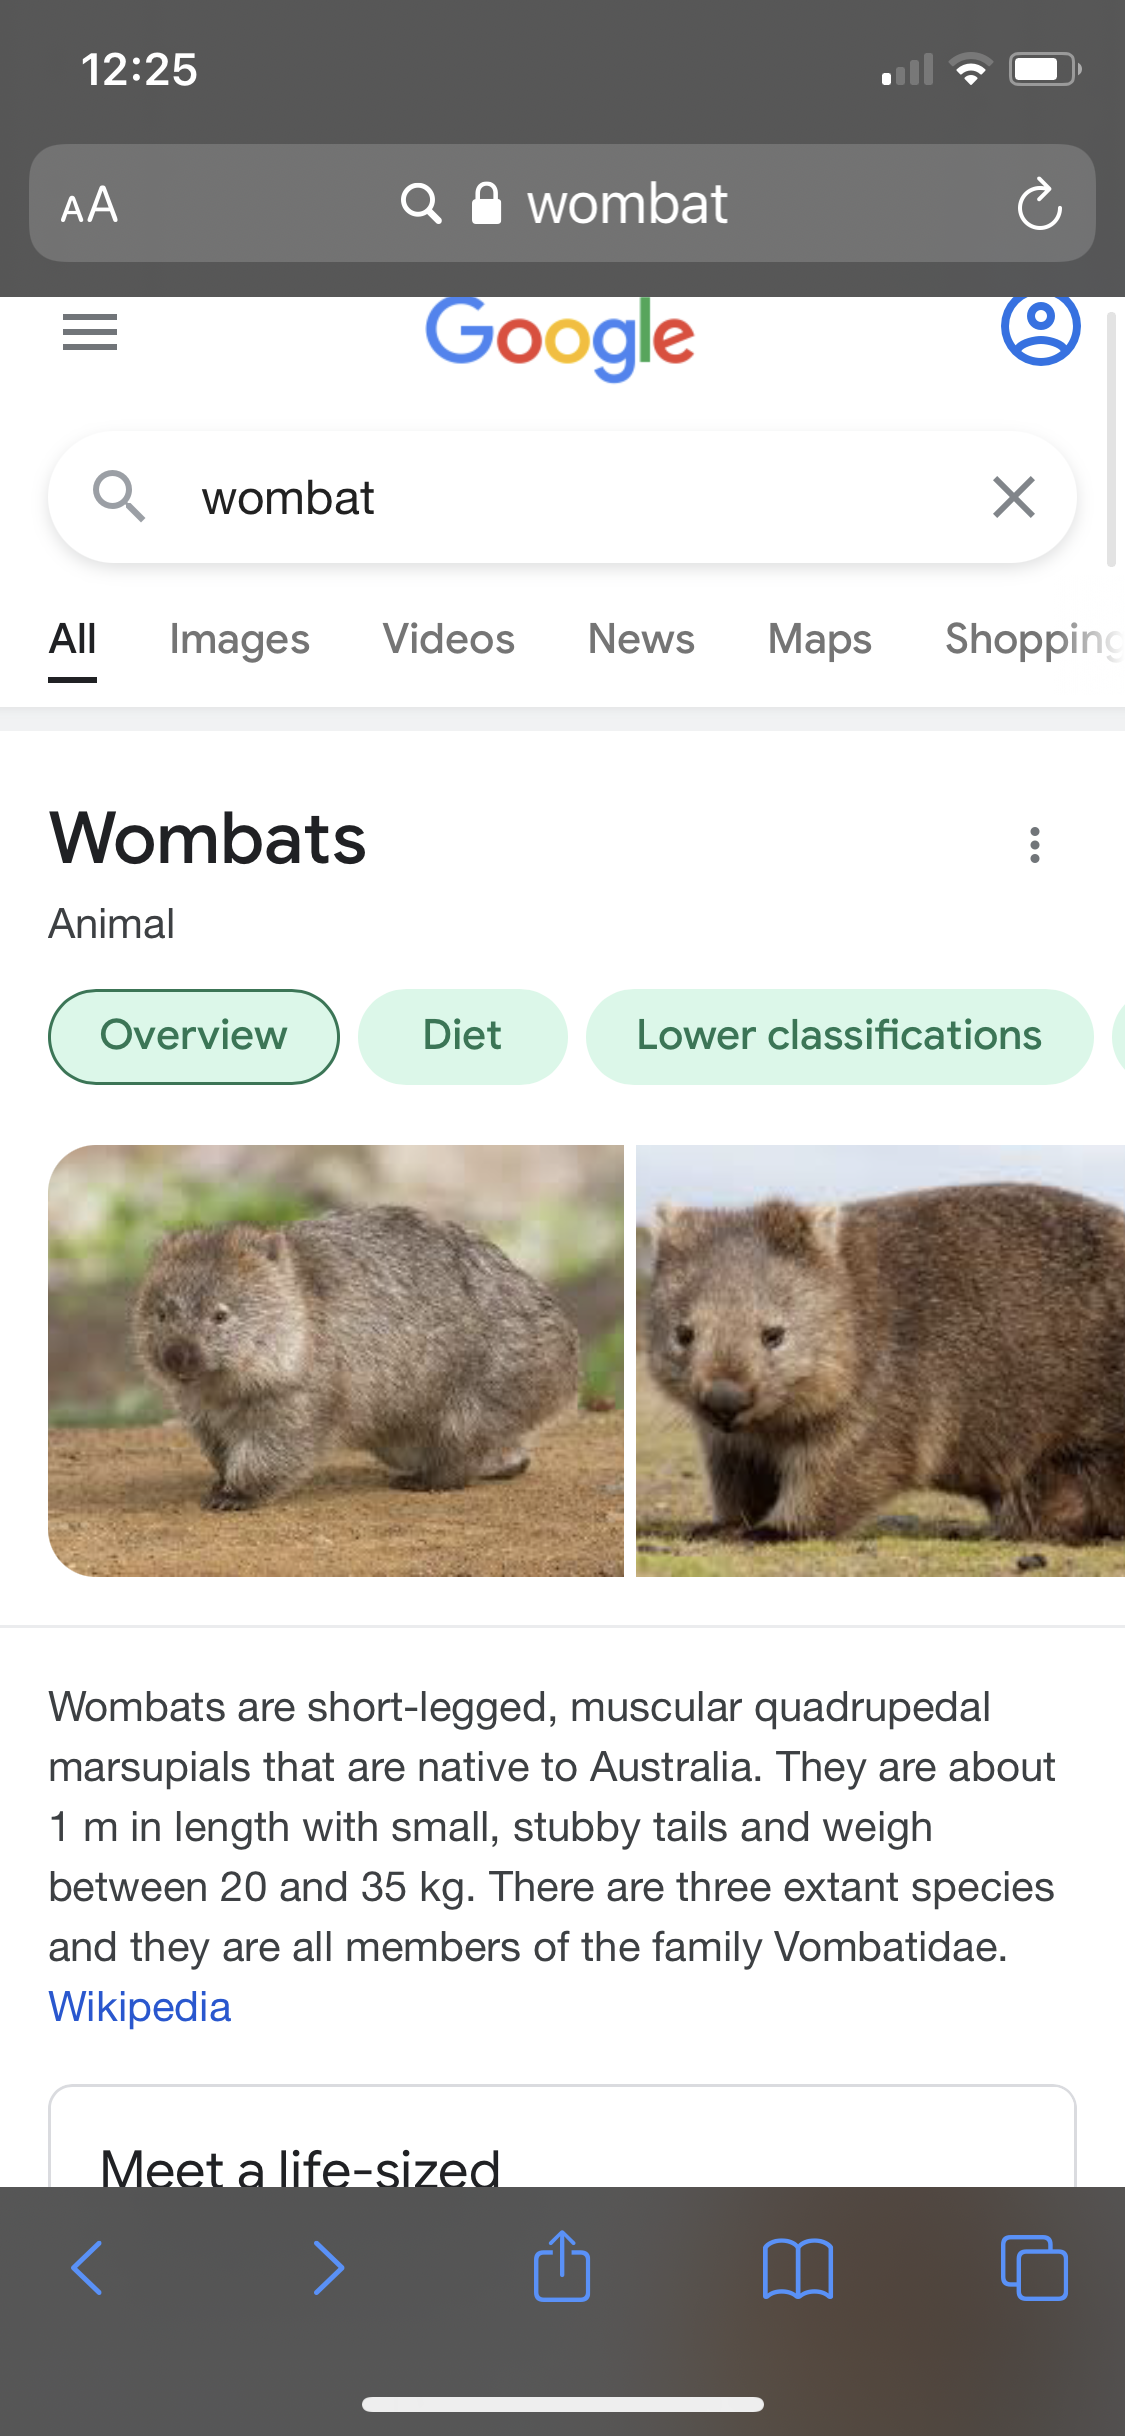 12:25
AA wombat
Google
wombat
All Images Videos News Maps Shopping
Wombats
Animal
Overview Diet Lower classifications
Wombats are short-legged, muscular quadrupedal
marsupials that are native to Australia. They are about
1 m in length with small, stubby tails and weigh
between 20 and 35 kg. There are three extant species
and they are all members of the family Vombatidae.
Wikipedia
Meet a life-sized